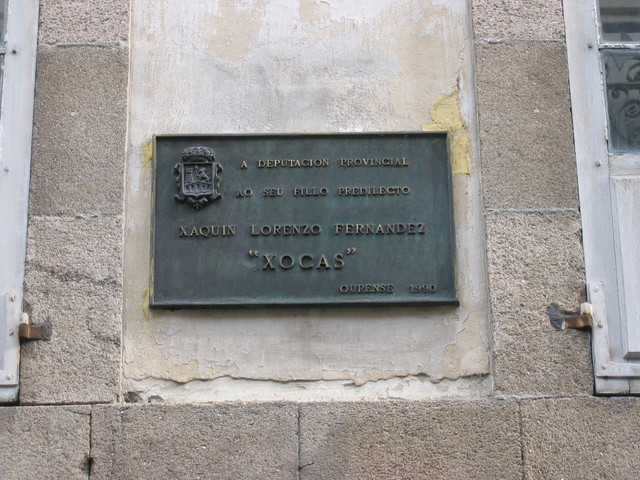 A DEPUTACION PROVINCIAL
AO SEU FILLO PREDILECTO
XAQUIN LORENZO FERNANDEZ
"XOCAS"
OURENSE 1990